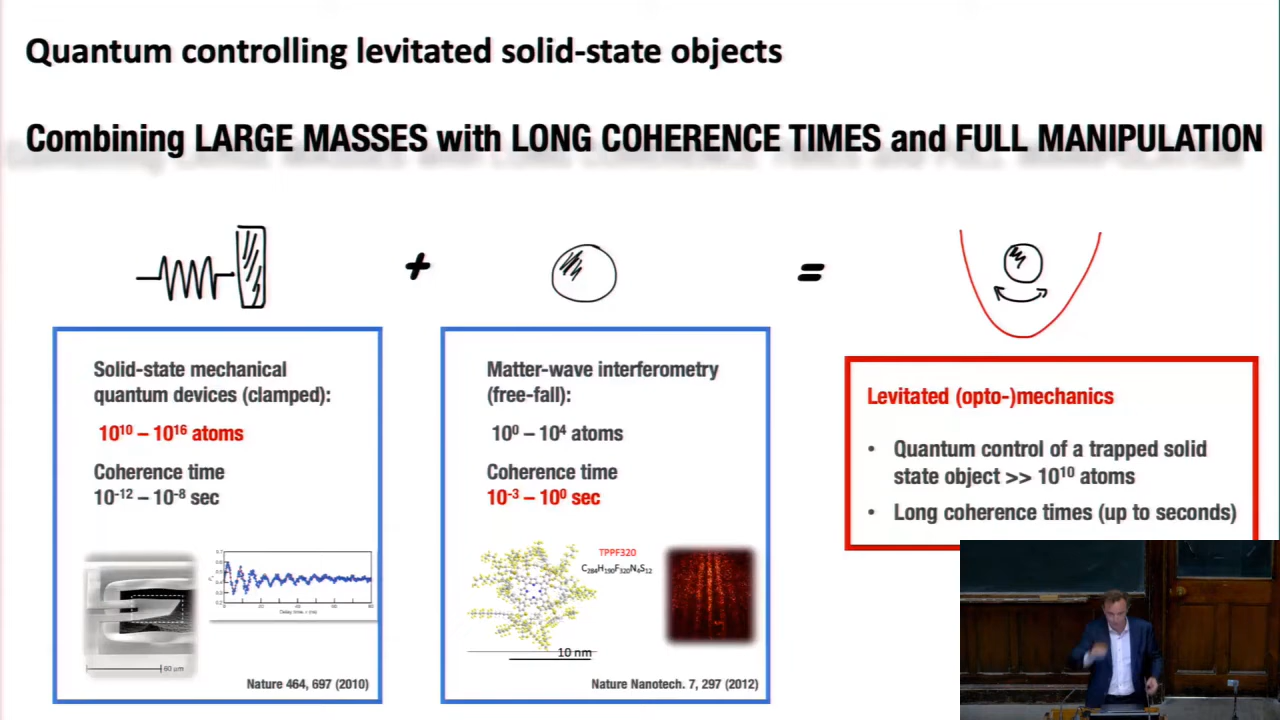 Quantum controlling levitated solid-state objects
Combining LARGE MASSES with LONG COHERENCE TIMES and FULL MANIPULATION
+
=
Solid-state mechanical
quantum devices (clamped):
10¹⁰ – 10¹⁶ atoms
Coherence time
10⁻¹² – 10⁻⁸ sec
60 μm
Nature 464, 697 (2010)
Matter-wave interferometry
(free-fall):
10⁰ – 10⁴ atoms
Coherence time
10⁻³ – 10⁰ sec
TPPF320
C₂₈₄H₁₉₀F₃₂₀N₄S₁₂
10 nm
Nature Nanotech. 7, 297 (2012)
Levitated (opto-)mechanics
• Quantum control of a trapped solid
state object >> 10¹⁰ atoms
• Long coherence times (up to seconds)